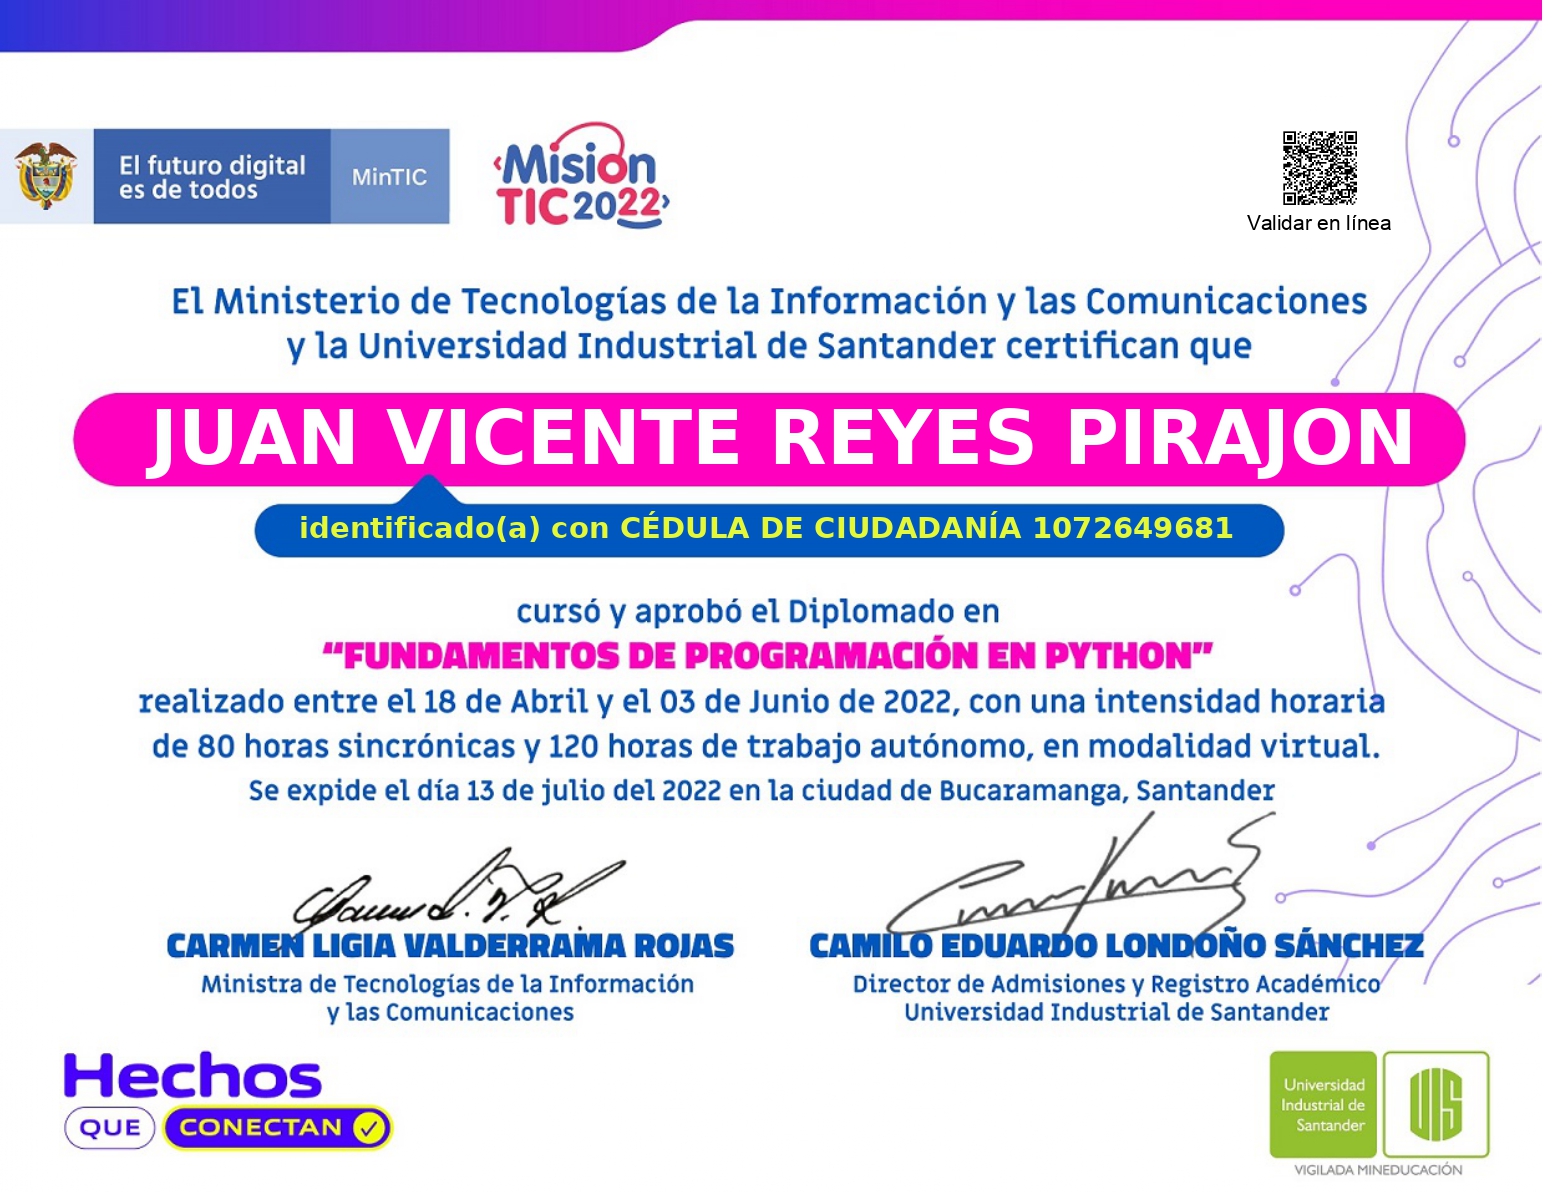 El futuro digital
es de todos
MinTIC
‹Misión
TIC2022›
Validar en línea
El Ministerio de Tecnologías de la Información y las Comunicaciones
y la Universidad Industrial de Santander certifican que
JUAN VICENTE REYES PIRAJON
identificado(a) con CÉDULA DE CIUDADANÍA 1072649681
cursó y aprobó el Diplomado en
“FUNDAMENTOS DE PROGRAMACIÓN EN PYTHON”
realizado entre el 18 de Abril y el 03 de Junio de 2022, con una intensidad horaria
de 80 horas sincrónicas y 120 horas de trabajo autónomo, en modalidad virtual.
Se expide el día 13 de julio del 2022 en la ciudad de Bucaramanga, Santander
CARMEN LIGIA VALDERRAMA ROJAS
Ministra de Tecnologías de la Información
y las Comunicaciones
CAMILO EDUARDO LONDOÑO SÁNCHEZ
Director de Admisiones y Registro Académico
Universidad Industrial de Santander
Hechos
QUE CONECTAN
Universidad
Industrial de
Santander
UIS
VIGILADA MINEDUCACIÓN